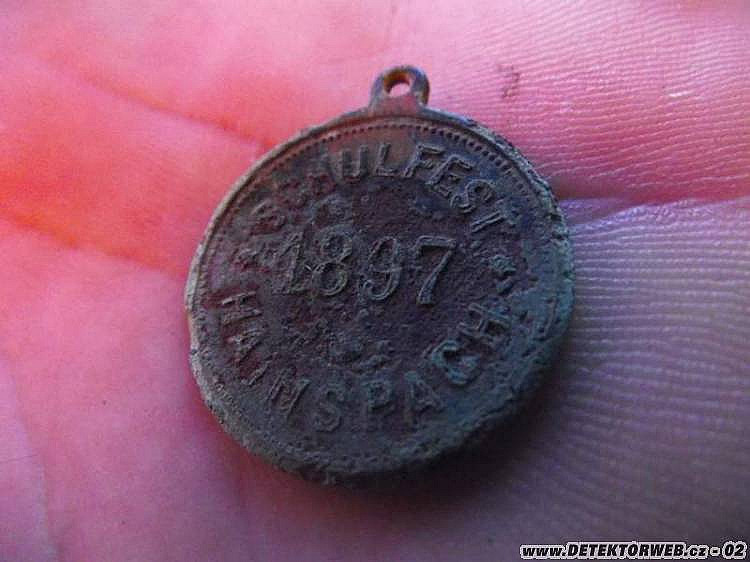 SCHULFEST
1897
HAINSPACH
www.DETEKTORWEB.cz - 02